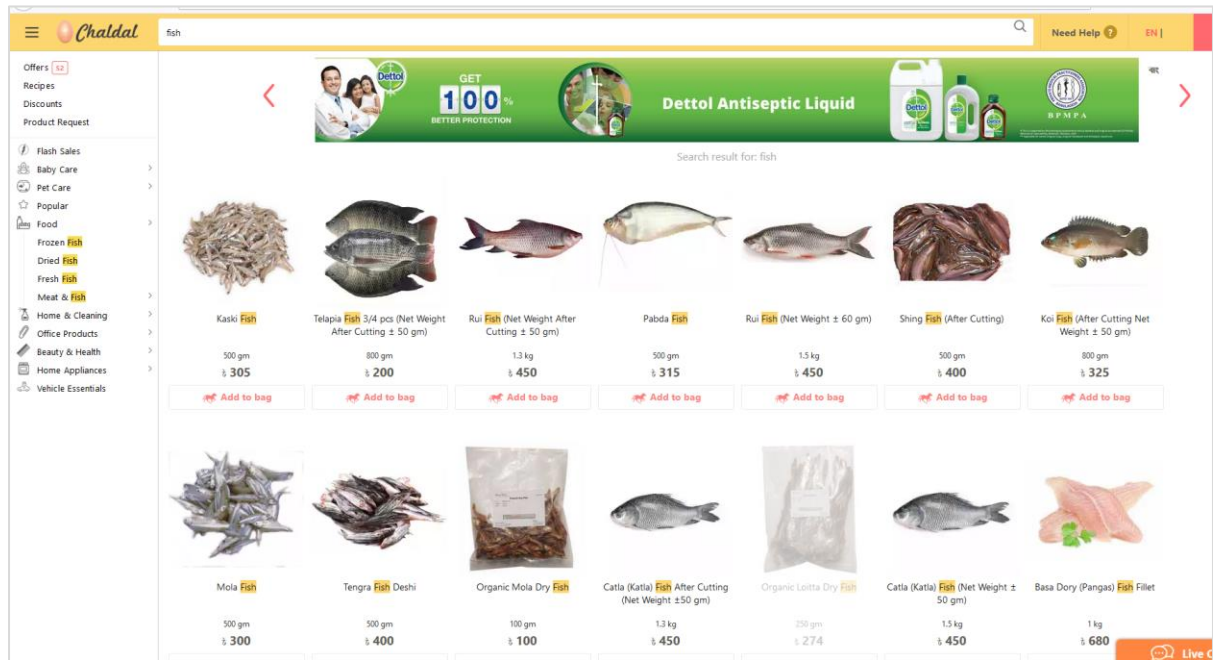 Chaldal
fish
Need Help ?
EN |
Offers 52
Recipes
Discounts
Product Request
Flash Sales
Baby Care
Pet Care
Popular
Food
Frozen Fish
Dried Fish
Fresh Fish
Meat & Fish
Home & Cleaning
Office Products
Beauty & Health
Home Appliances
Vehicle Essentials
Dettol
GET
100%
BETTER PROTECTION
Dettol Antiseptic Liquid
Dettol
Dettol
BPMPA
Search result for: fish
Kaski Fish
500 gm
৳ 305
Add to bag
Telapia Fish 3/4 pcs (Net Weight
After Cutting ± 50 gm)
800 gm
৳ 200
Add to bag
Rui Fish (Net Weight After
Cutting ± 50 gm)
1.3 kg
৳ 450
Add to bag
Pabda Fish
500 gm
৳ 315
Add to bag
Rui Fish (Net Weight ± 60 gm)
1.5 kg
৳ 450
Add to bag
Shing Fish (After Cutting)
500 gm
৳ 400
Add to bag
Koi Fish (After Cutting Net
Weight ± 50 gm)
800 gm
৳ 325
Add to bag
Mola Fish
500 gm
৳ 300
Tengra Fish Deshi
500 gm
৳ 400
Organic Mola Dry Fish
100 gm
৳ 100
Catla (Katla) Fish After Cutting
(Net Weight ±50 gm)
1.3 kg
৳ 450
Organic Loitta Dry Fish
250 gm
৳ 274
Catla (Katla) Fish (Net Weight ±
50 gm)
1.5 kg
৳ 450
Basa Dory (Pangas) Fish Fillet
1 kg
৳ 680
Live